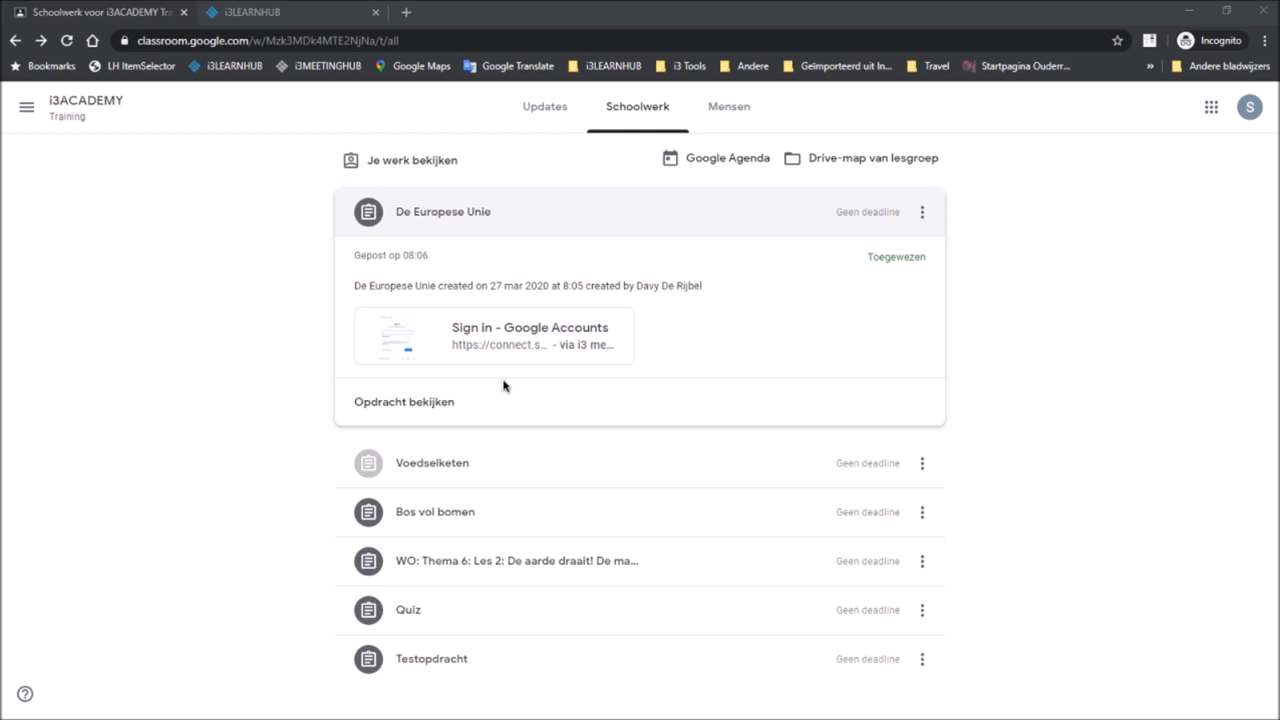 Schoolwerk voor i3ACADEMY Tra
i3LEARNHUB
classroom.google.com/w/Mzk3MDk4MTE2NjNa/t/all
Incognito
Bookmarks
LH ItemSelector
i3LEARNHUB
i3MEETINGHUB
Google Maps
Google Translate
i3LEARNHUB
i3 Tools
Andere
Geïmporteerd uit In...
Travel
Startpagina Ouderr...
»
Andere bladwijzers
i3ACADEMY
Training
Updates
Schoolwerk
Mensen
S
Je werk bekijken
Google Agenda
Drive-map van lesgroep
De Europese Unie
Geen deadline
Gepost op 08:06
Toegewezen
De Europese Unie created on 27 mar 2020 at 8:05 created by Davy De Rijbel
Sign in - Google Accounts
https://connect.s... - via i3 me...
Opdracht bekijken
Voedselketen
Geen deadline
Bos vol bomen
Geen deadline
WO: Thema 6: Les 2: De aarde draait! De ma...
Geen deadline
Quiz
Geen deadline
Testopdracht
Geen deadline